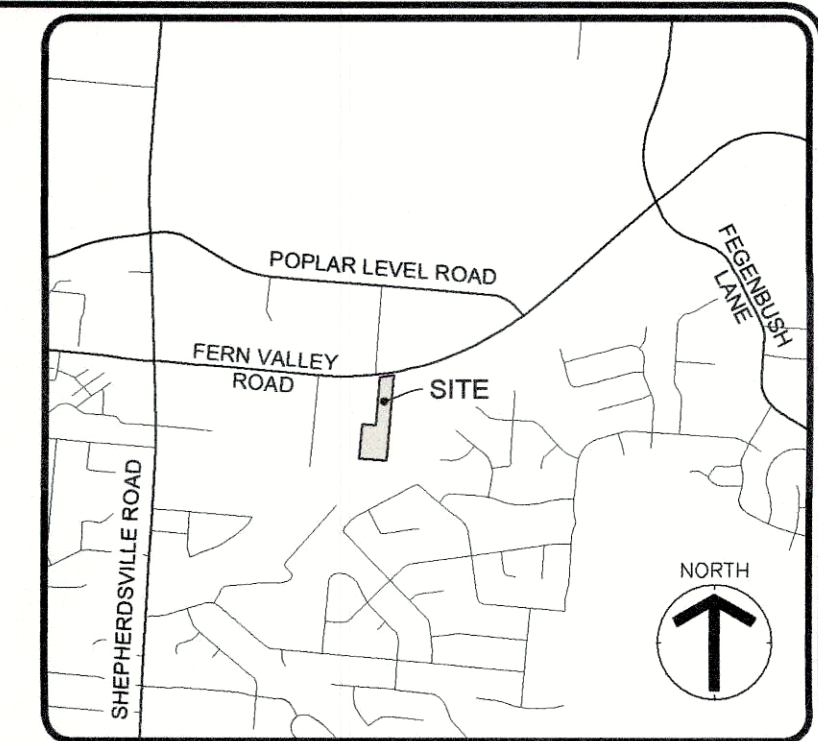 POPLAR LEVEL ROAD
FEGENBUSH
LANE
FERN VALLEY
ROAD
SITE
SHEPHERDSVILLE ROAD
NORTH